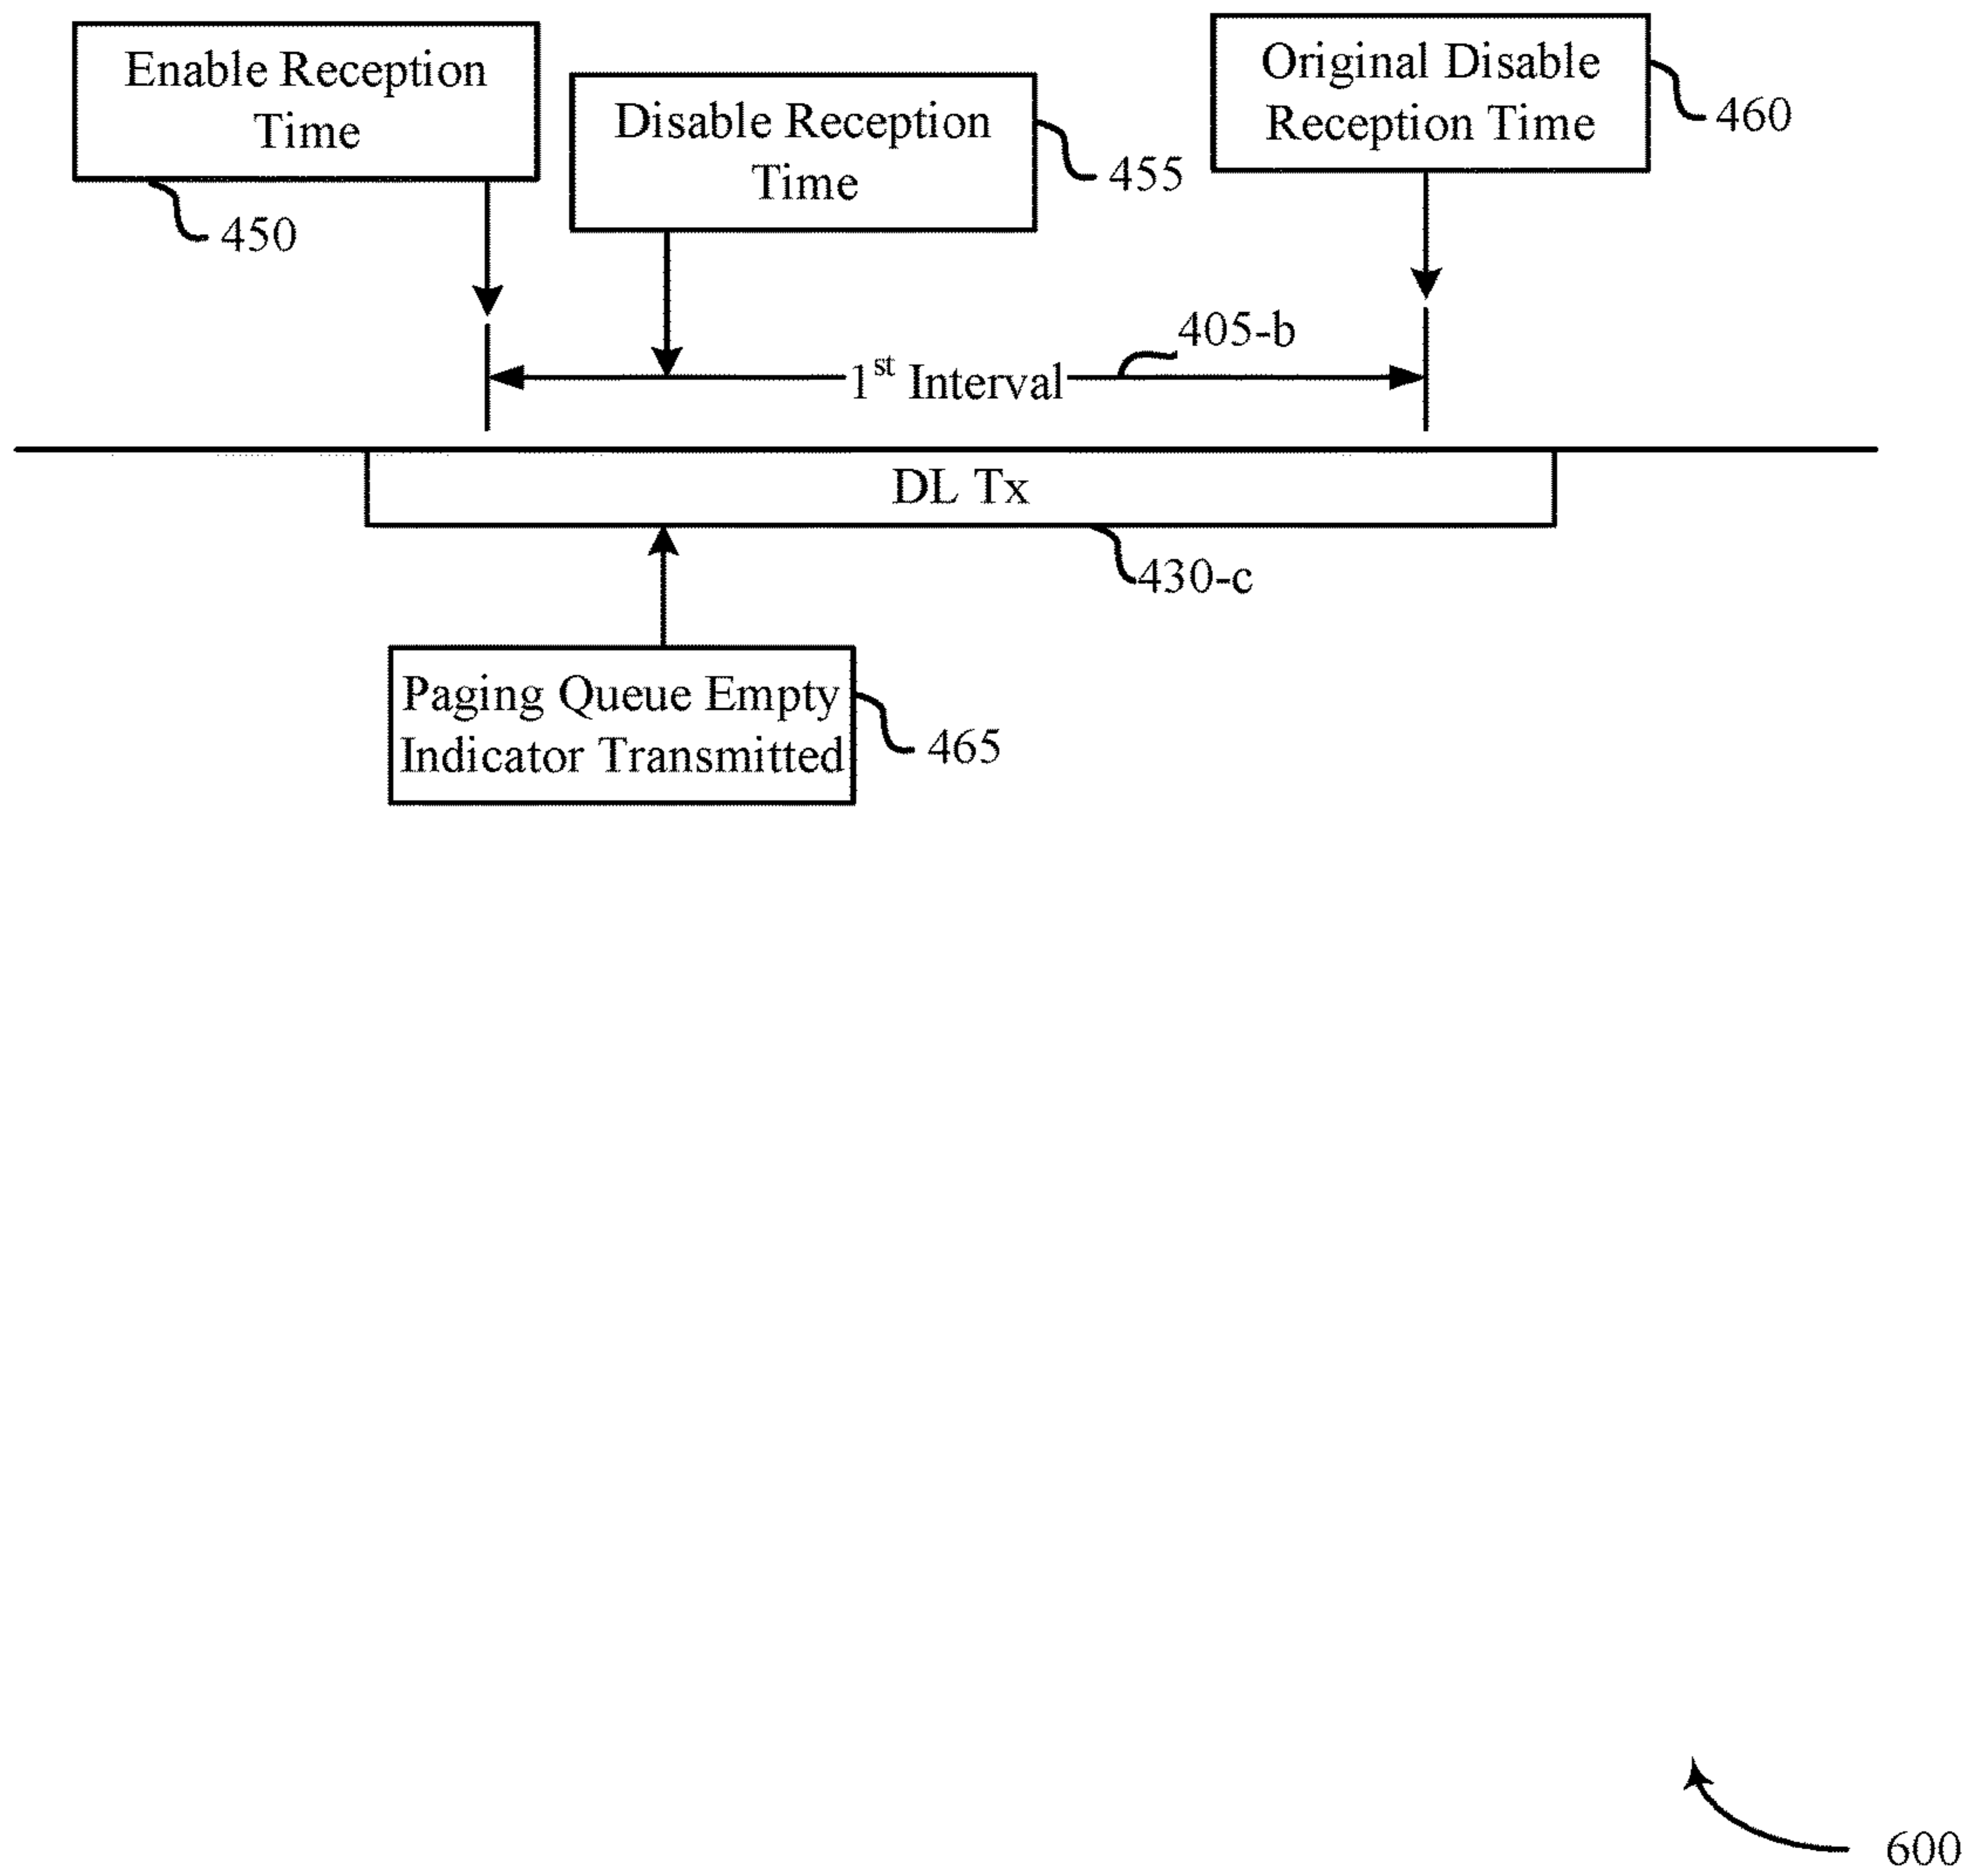 Enable Reception
Time
450
Disable Reception
Time
455
Original Disable
Reception Time
460
405-b
1st Interval
DL Tx
430-c
Paging Queue Empty
Indicator Transmitted
465
600